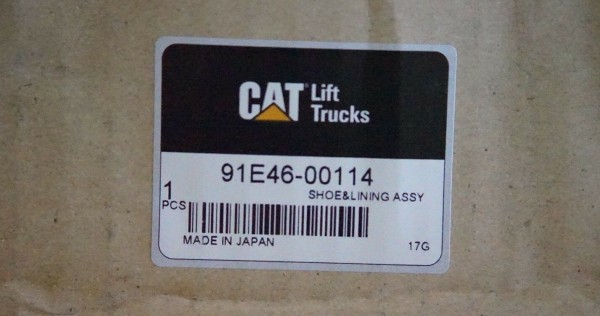 CAT Lift
Trucks
91E46-00114
SHOE&LINING ASSY
1
PCS
MADE IN JAPAN 17G